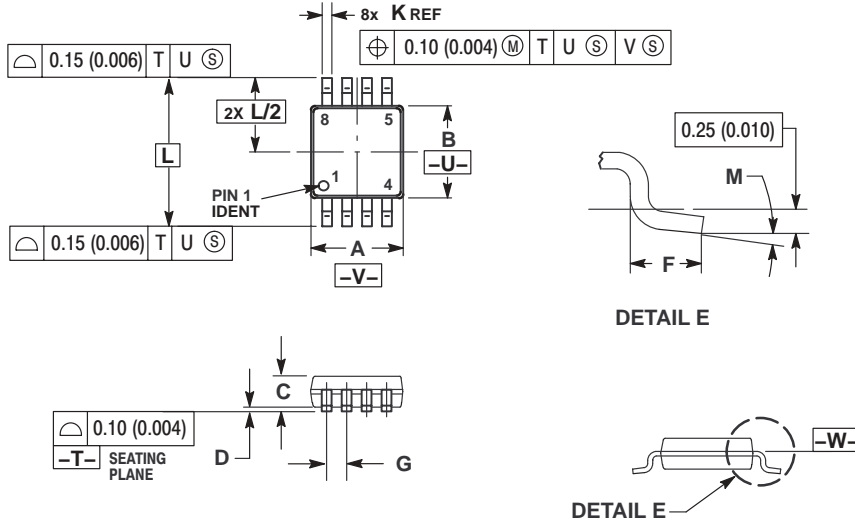 8x K REF
⌓ 0.15 (0.006) T U Ⓢ
⌖ 0.10 (0.004) Ⓜ T U Ⓢ V Ⓢ
2X L/2
8 5
B
–U–
L
1
4
PIN 1
IDENT
⌓ 0.15 (0.006) T U Ⓢ
A
–V–
0.25 (0.010)
M
F
DETAIL E
C
⌓ 0.10 (0.004)
–T– SEATING
PLANE
D
G
–W–
DETAIL E